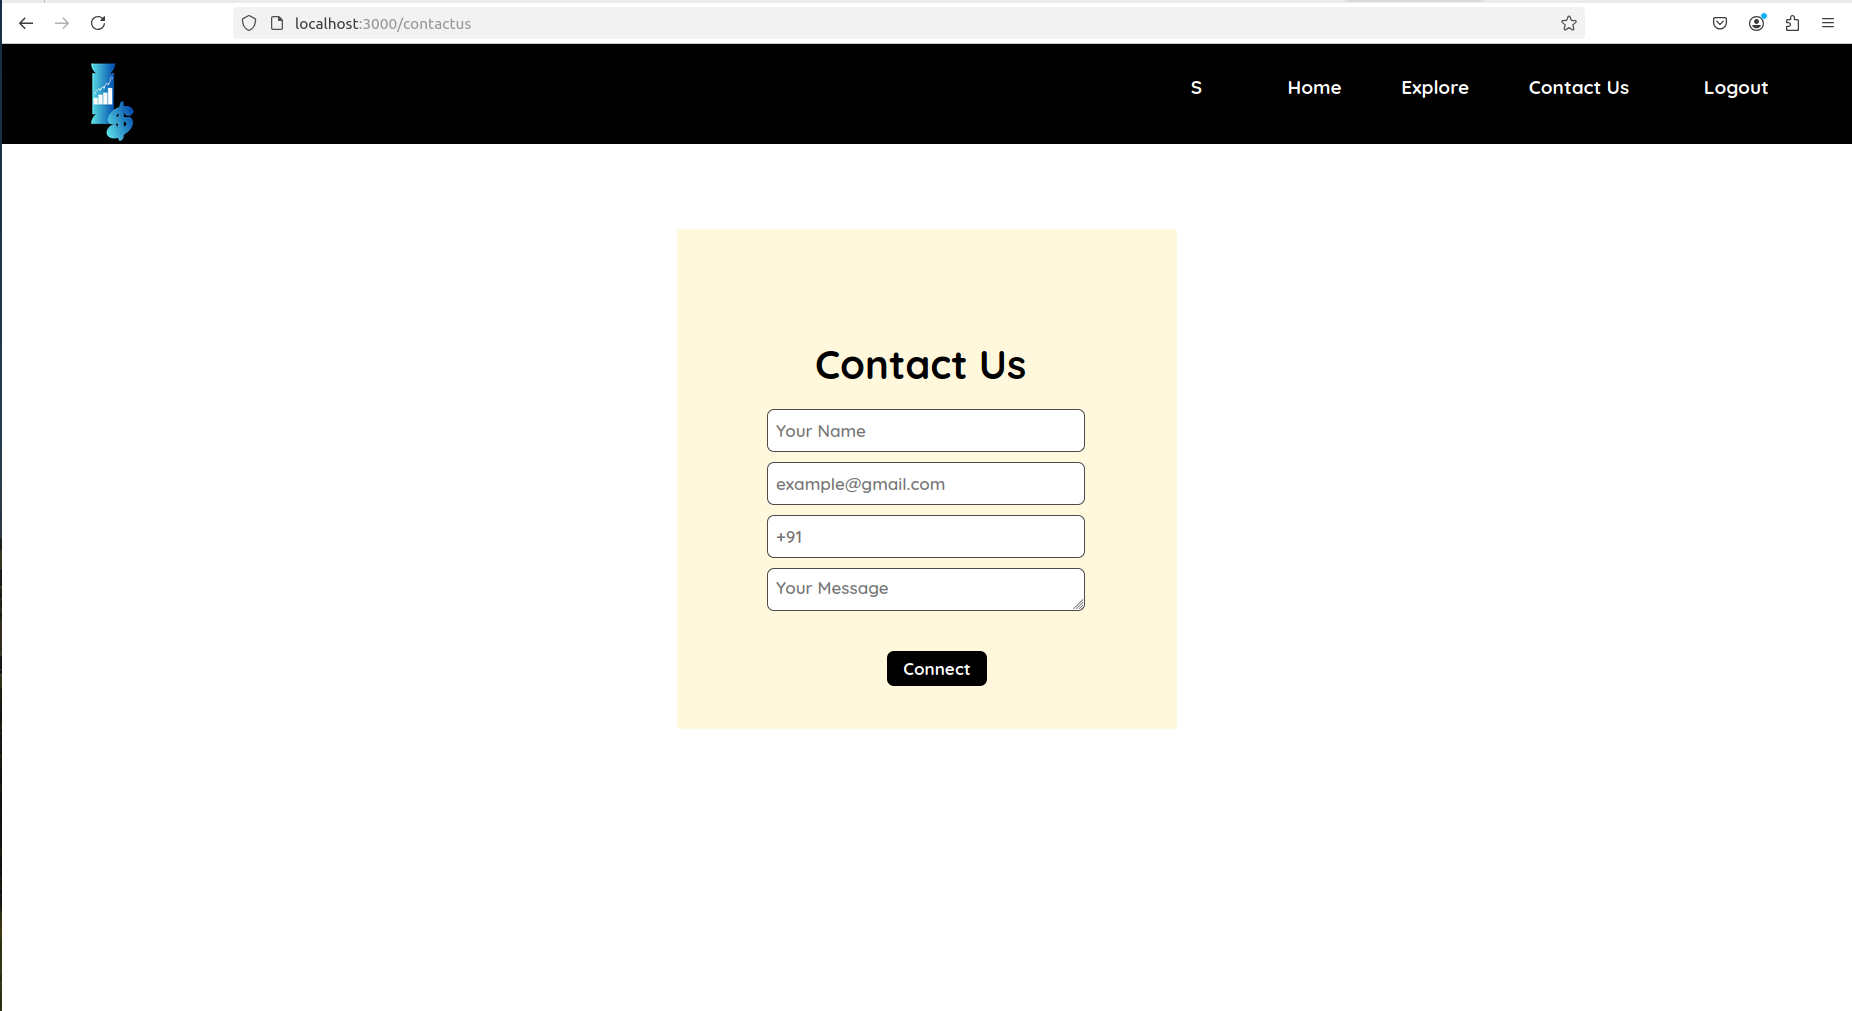 localhost:3000/contactus
S Home Explore Contact Us Logout
$
Contact Us
Your Name
example@gmail.com
+91
Your Message
Connect